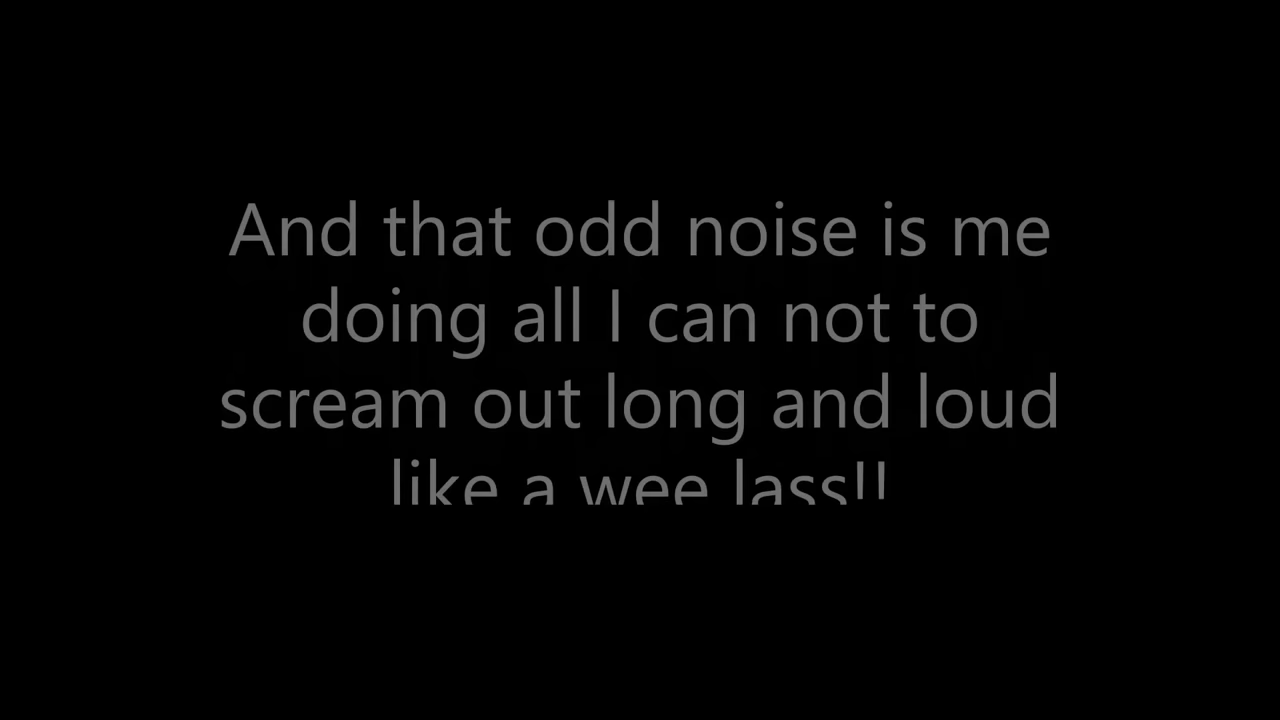 And that odd noise is me
doing all I can not to
scream out long and loud
like a wee lass!!